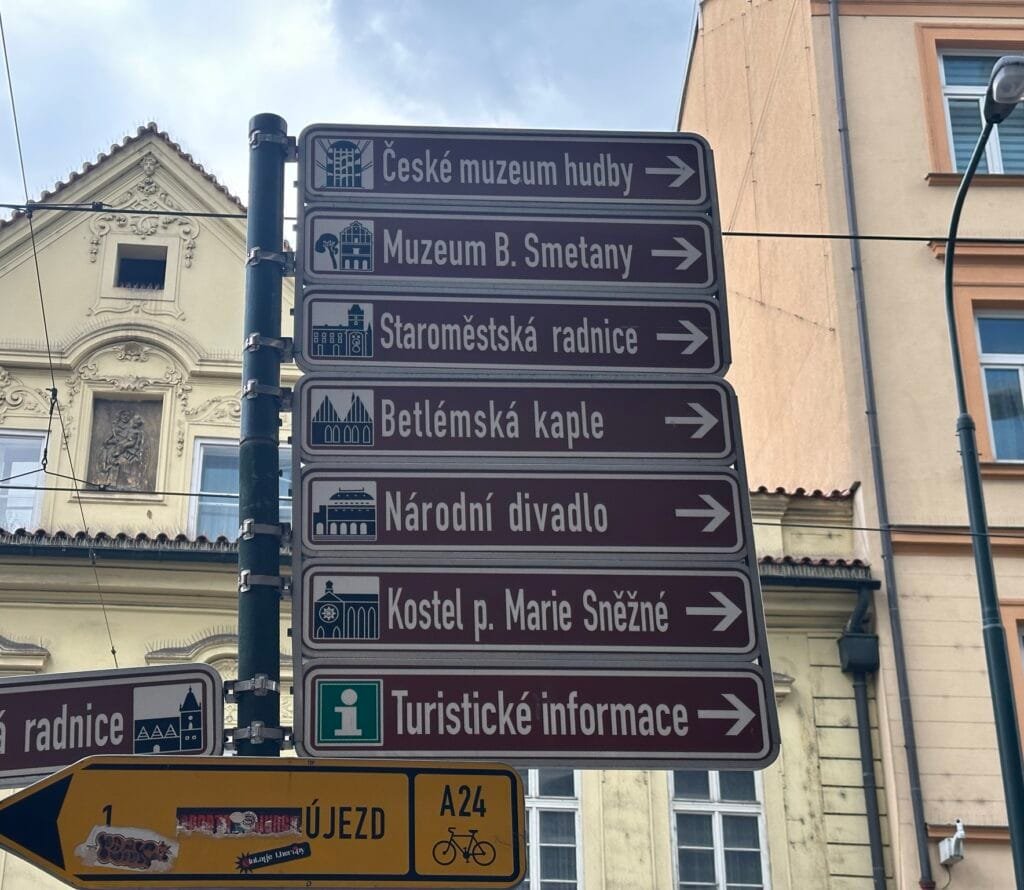 České muzeum hudby
Muzeum B. Smetany
Staroměstská radnice
Betlémská kaple
Národní divadlo
Kostel p. Marie Sněžné
i Turistické informace
radnice
1 ÚJEZD A24